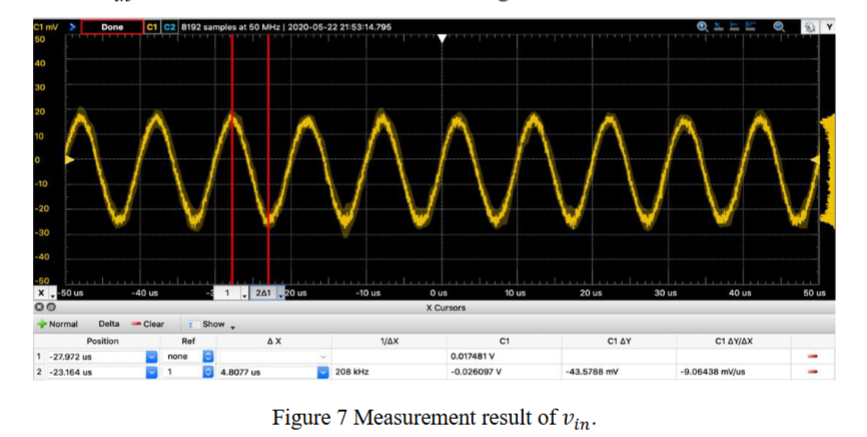 C1 mV Done C1 C2 8192 samples at 50 MHz | 2020-05-22 21:53:14.795 Y
50
40
30
20
10
0
-10
-20
-30
-40
-50
X -50 us -40 us 1 2Δ1 -20 us -10 us 0 us 10 us 20 us 30 us 40 us 50 us
X Cursors
Normal Delta Clear Show
Position Ref Δ X 1/ΔX C1 C1 ΔY C1 ΔY/ΔX
1 -27.972 us none 0.017481 V
2 -23.164 us 1 4.8077 us 208 kHz -0.026097 V -43.5788 mV -9.06438 mV/us
Figure 7 Measurement result of v_in.